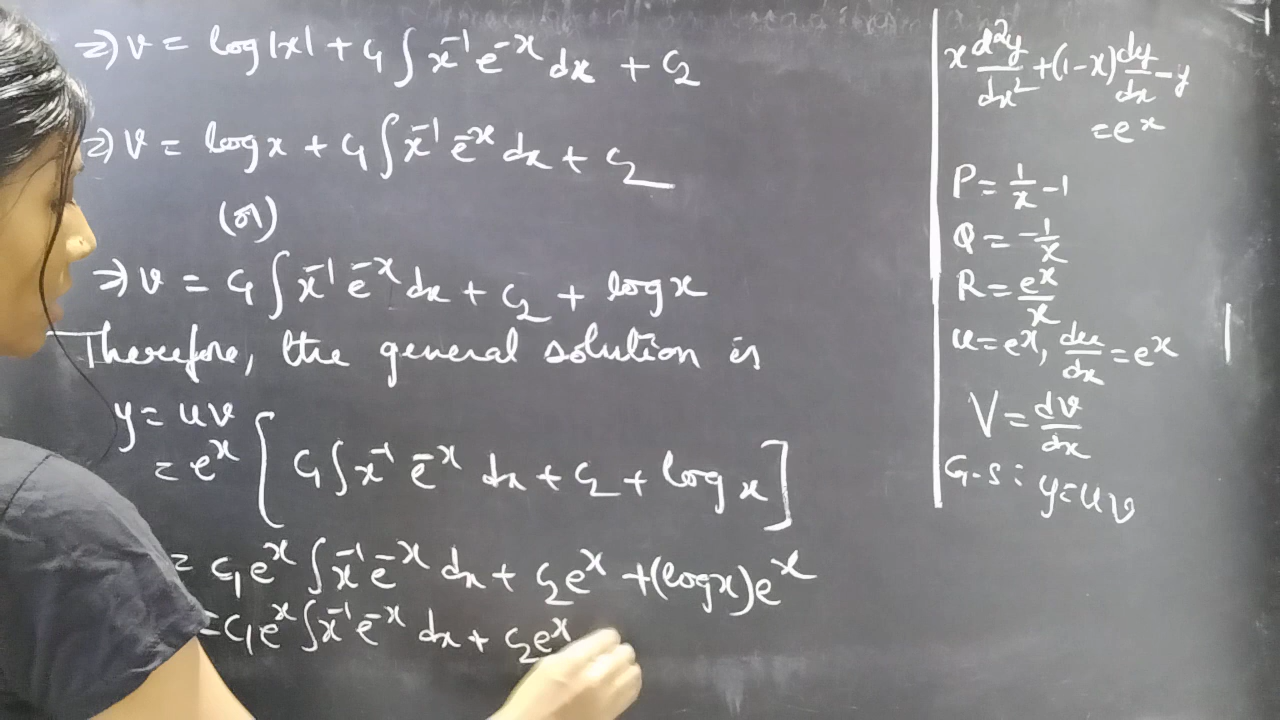 ⇒ v = log|x| + c₁ ∫ x⁻¹ e⁻ˣ dx + c₂
⇒ v = log x + c₁ ∫ x⁻¹ e⁻ˣ dx + c₂
(or)
⇒ v = c₁ ∫ x⁻¹ e⁻ˣ dx + c₂ + log x
Therefore, the general solution is
y = uv
= eˣ [ c₁ ∫ x⁻¹ e⁻ˣ dx + c₂ + log x ]
= c₁eˣ ∫ x⁻¹ e⁻ˣ dx + c₂eˣ + (log x)eˣ
= c₁eˣ ∫ x⁻¹ e⁻ˣ dx + c₂eˣ
x d²y/dx² + (1-x) dy/dx - y
= eˣ
P = 1/x - 1
Q = -1/x
R = eˣ/x
u = eˣ, du/dx = eˣ
V = dv/dx
G.S: y = uv